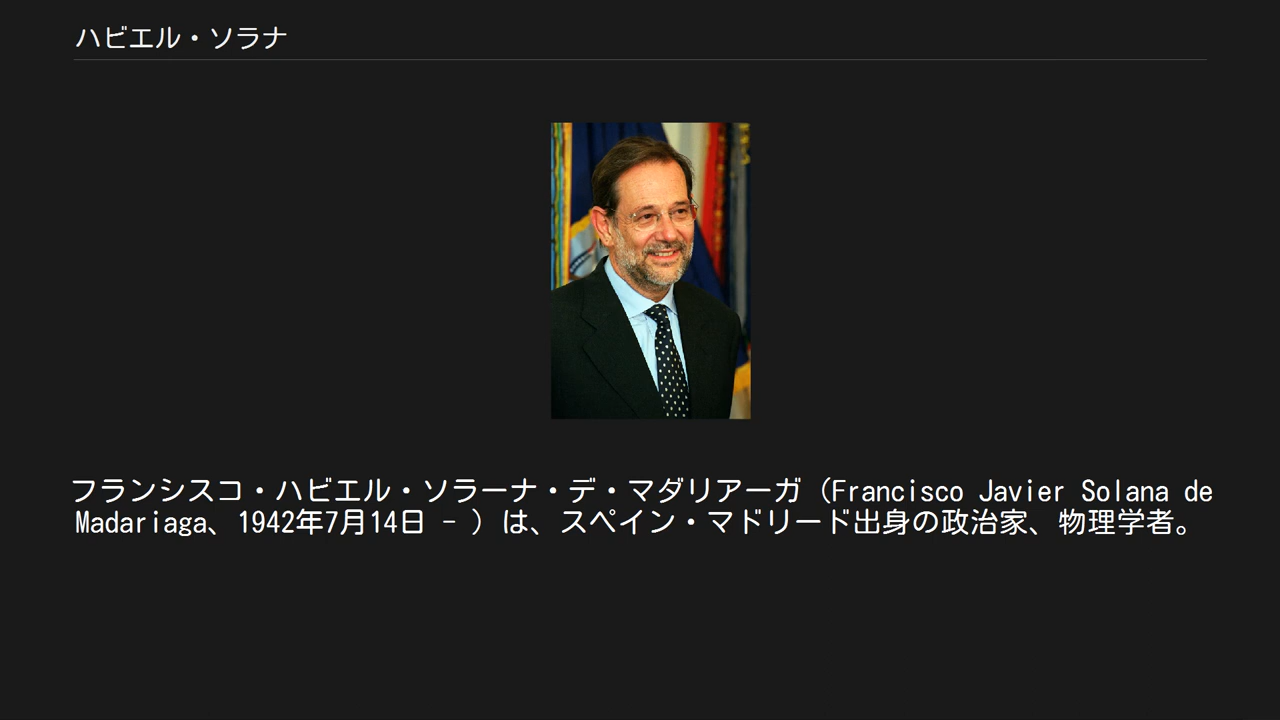 ハビエル・ソラナ
フランシスコ・ハビエル・ソラーナ・デ・マダリアーガ（Francisco Javier Solana de
Madariaga、1942年7月14日 - ）は、スペイン・マドリード出身の政治家、物理学者。